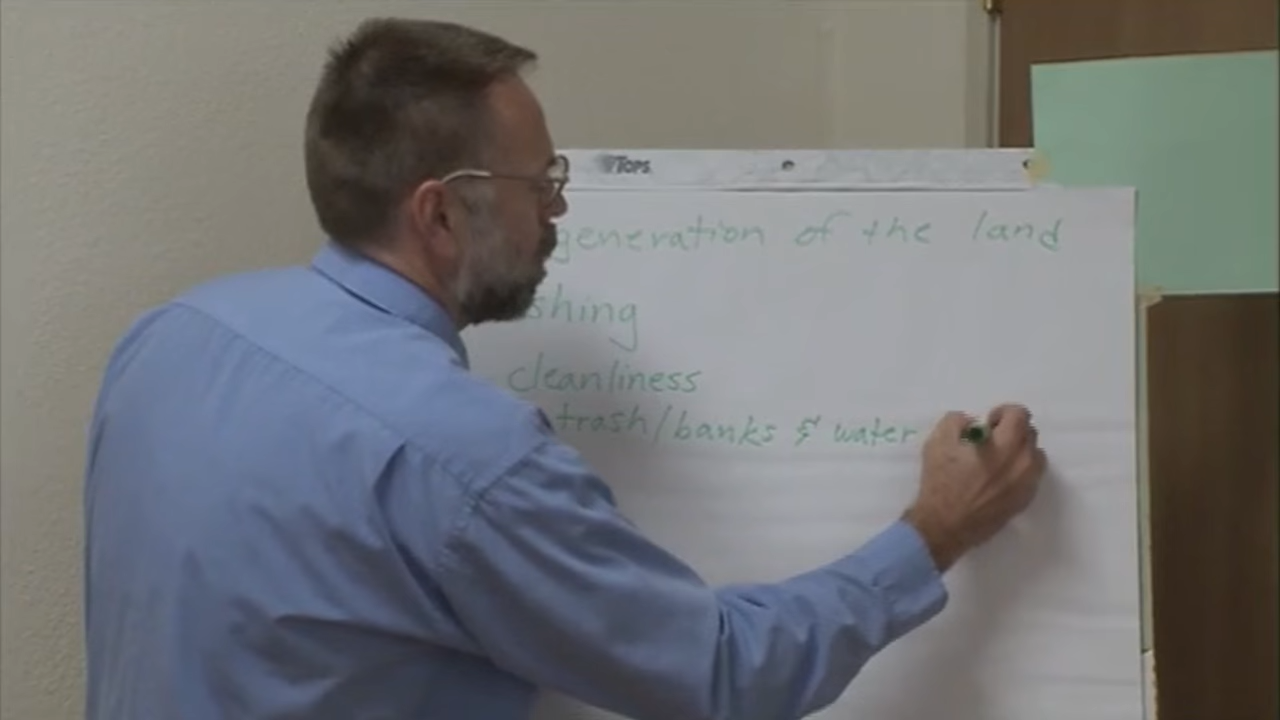 TOPS
generation of the land
shing
cleanliness
trash/banks & water